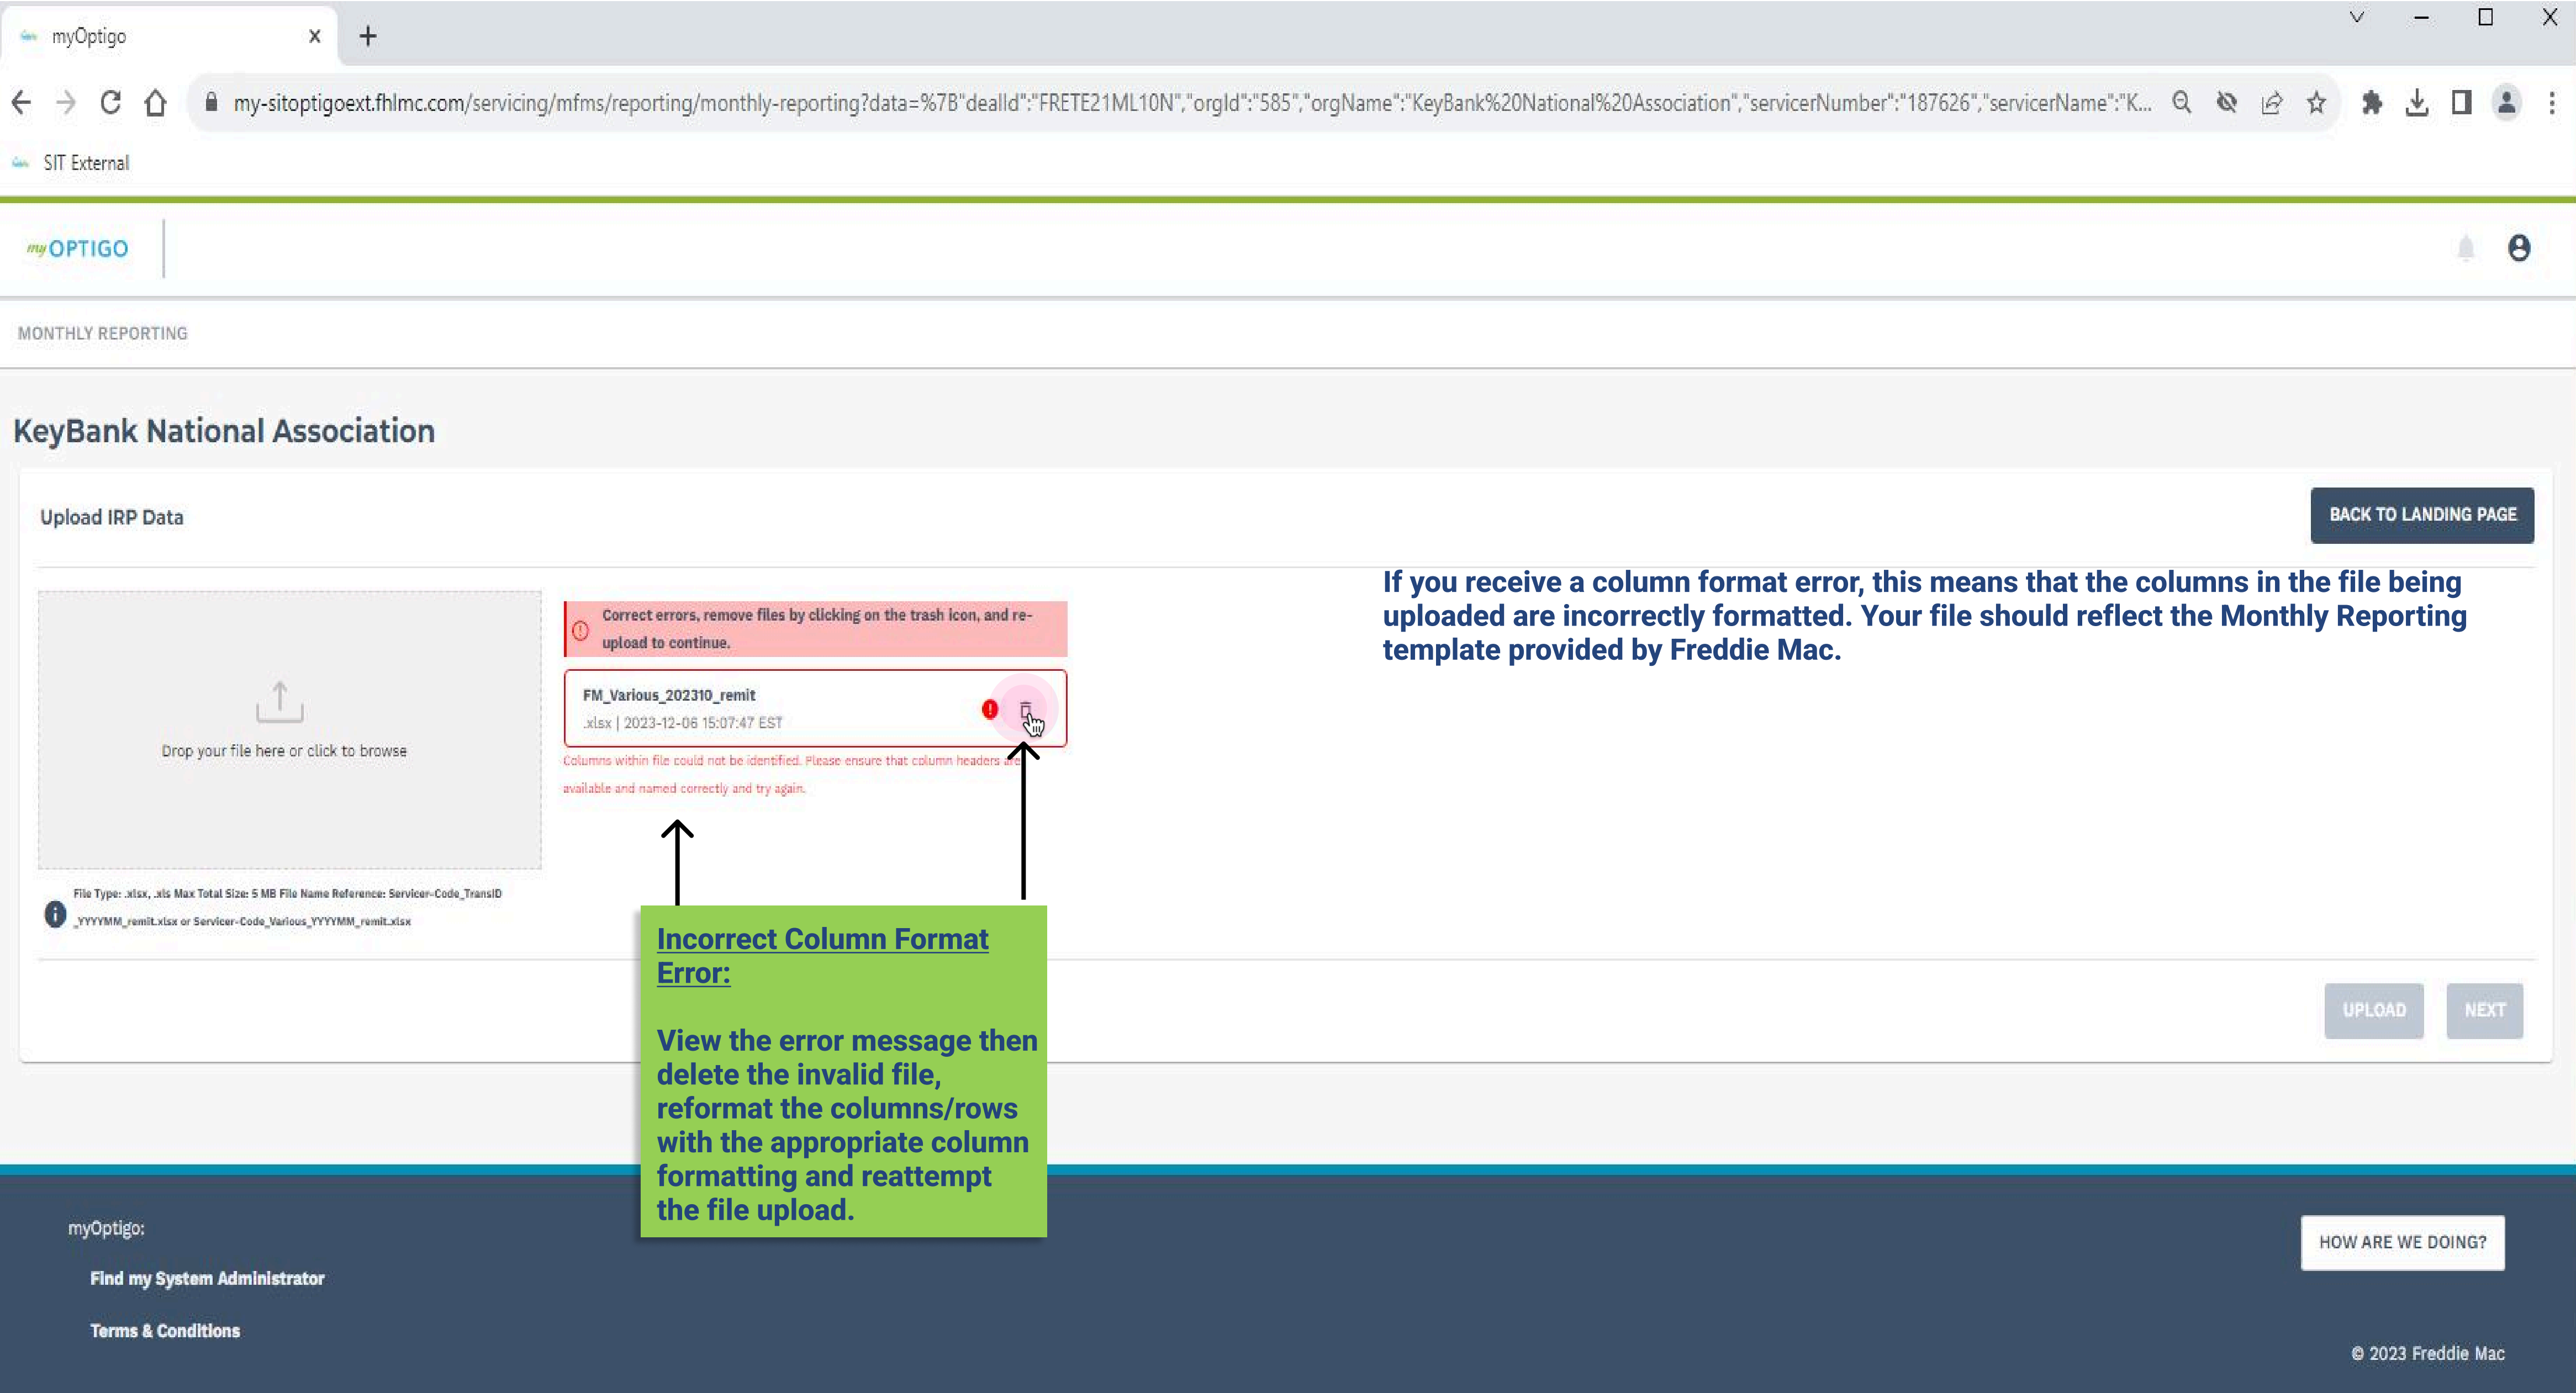 myOptigo
my-sitoptigoext.fhlmc.com/servicing/mfms/reporting/monthly-reporting?data=%7B"dealId":"FRETE21ML10N","orgId":"585","orgName":"KeyBank%20National%20Association","servicerNumber":"187626","servicerName":"K...
SIT External
myOPTIGO
MONTHLY REPORTING
KeyBank National Association
Upload IRP Data
BACK TO LANDING PAGE
If you receive a column format error, this means that the columns in the file being
uploaded are incorrectly formatted. Your file should reflect the Monthly Reporting
template provided by Freddie Mac.
Correct errors, remove files by clicking on the trash icon, and re-
upload to continue.
FM_Various_202310_remit
.xlsx | 2023-12-06 15:07:47 EST
Drop your file here or click to browse
Columns within file could not be identified. Please ensure that column headers are
available and named correctly and try again.
File Type: .xlsx, .xls Max Total Size: 5 MB File Name Reference: Servicer-Code_TransID
_YYYYMM_remit.xlsx or Servicer-Code_Various_YYYYMM_remit.xlsx
Incorrect Column Format
Error:
View the error message then
delete the invalid file,
reformat the columns/rows
with the appropriate column
formatting and reattempt
the file upload.
UPLOAD
NEXT
myOptigo:
Find my System Administrator
Terms & Conditions
HOW ARE WE DOING?
© 2023 Freddie Mac